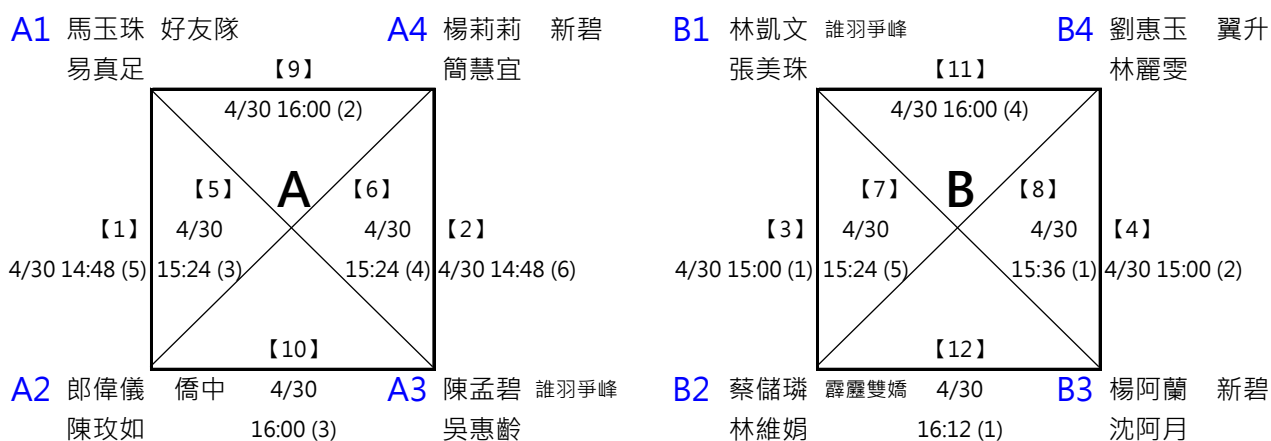 A1 馬玉珠 好友隊 A4 楊莉莉 新碧 B1 林凱文 誰羽爭峰 B4 劉惠玉 翼升
易真足 【9】 簡慧宜 張美珠 【11】 林麗雯
4/30 16:00 (2) 4/30 16:00 (4)
【5】 A 【6】 【7】 B 【8】
【1】 4/30 4/30 【2】 【3】 4/30 4/30 【4】
4/30 14:48 (5) 15:24 (3) 15:24 (4) 4/30 14:48 (6) 4/30 15:00 (1) 15:24 (5) 15:36 (1) 4/30 15:00 (2)
【10】 【12】
A2 郎偉儀 僑中 4/30 A3 陳孟碧 誰羽爭峰 B2 蔡儲璘 霹靂雙嬌 4/30 B3 楊阿蘭 新碧
陳玫如 16:00 (3) 吳惠齡 林維娟 16:12 (1) 沈阿月